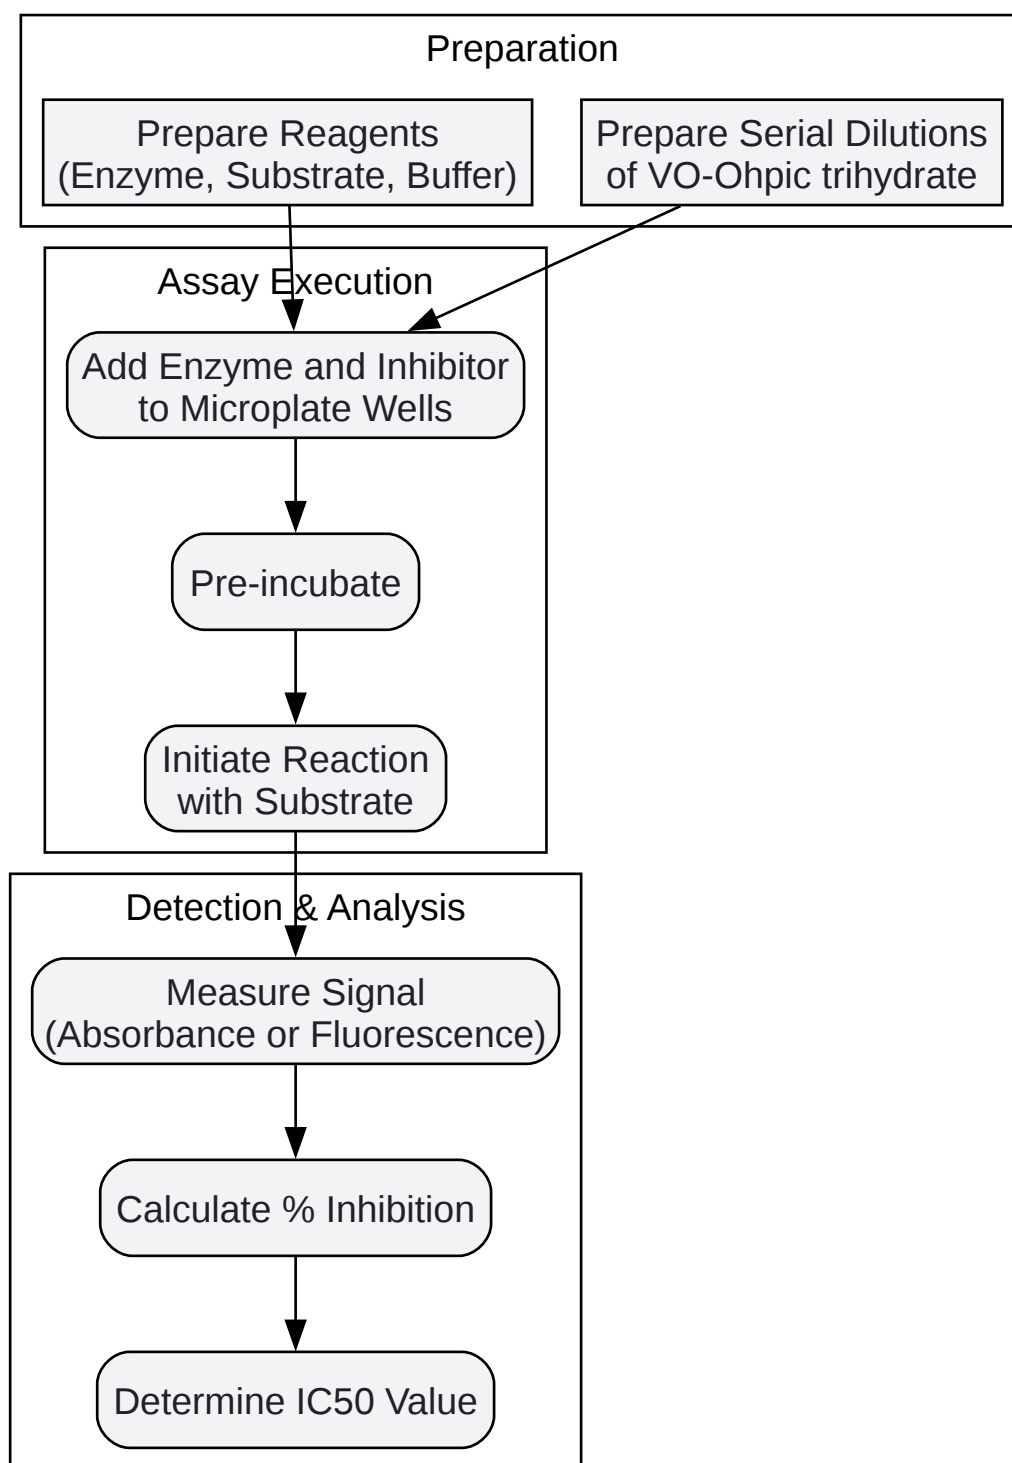 Preparation
Prepare Reagents
(Enzyme, Substrate, Buffer)
Prepare Serial Dilutions
of VO-Ohpic trihydrate
Assay Execution
Add Enzyme and Inhibitor
to Microplate Wells
Pre-incubate
Initiate Reaction
with Substrate
Detection & Analysis
Measure Signal
(Absorbance or Fluorescence)
Calculate % Inhibition
Determine IC50 Value